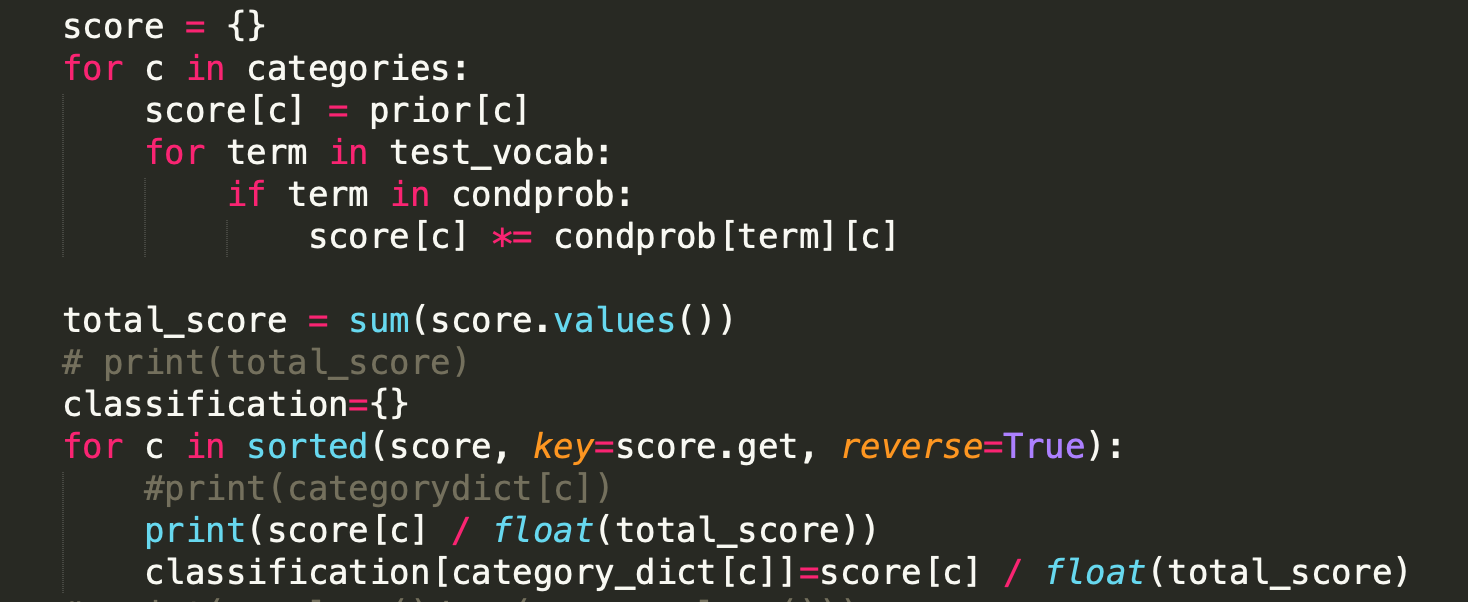 score = {}
for c in categories:
    score[c] = prior[c]
    for term in test_vocab:
        if term in condprob:
            score[c] *= condprob[term][c]

total_score = sum(score.values())
# print(total_score)
classification={}
for c in sorted(score, key=score.get, reverse=True):
    #print(categorydict[c])
    print(score[c] / float(total_score))
    classification[category_dict[c]]=score[c] / float(total_score)